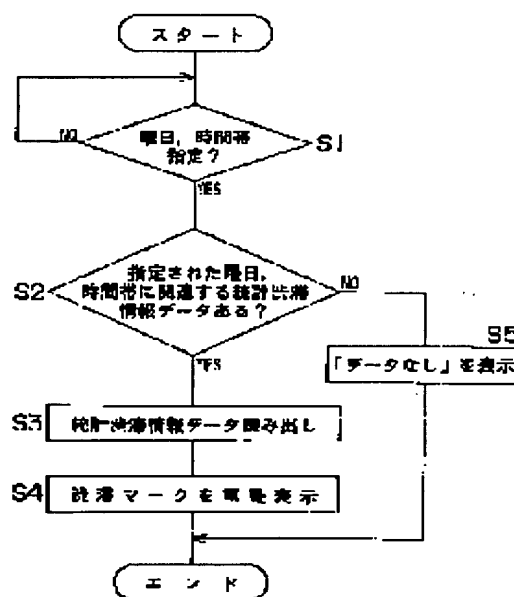 スタート
NO
曜日，時間帯
指定？
S1
YES
指定された曜日，
時間帯に関連する統計渋滞
情報データある？
S2
NO
YES
S5
「データなし」を表示
S3
統計渋滞情報データ読み出し
S4
渋滞マークを
表示
エンド